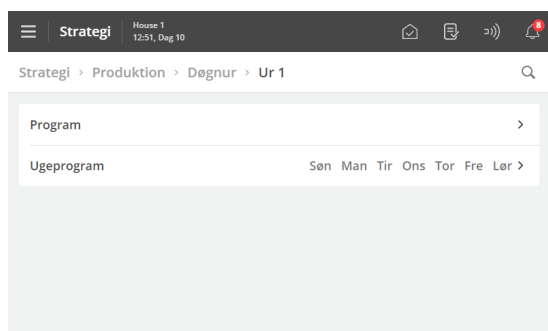 Strategi
House 1
12:51, Dag 10
8
Strategi > Produktion > Døgnur > Ur 1
Program
Ugeprogram Søn Man Tir Ons Tor Fre Lør